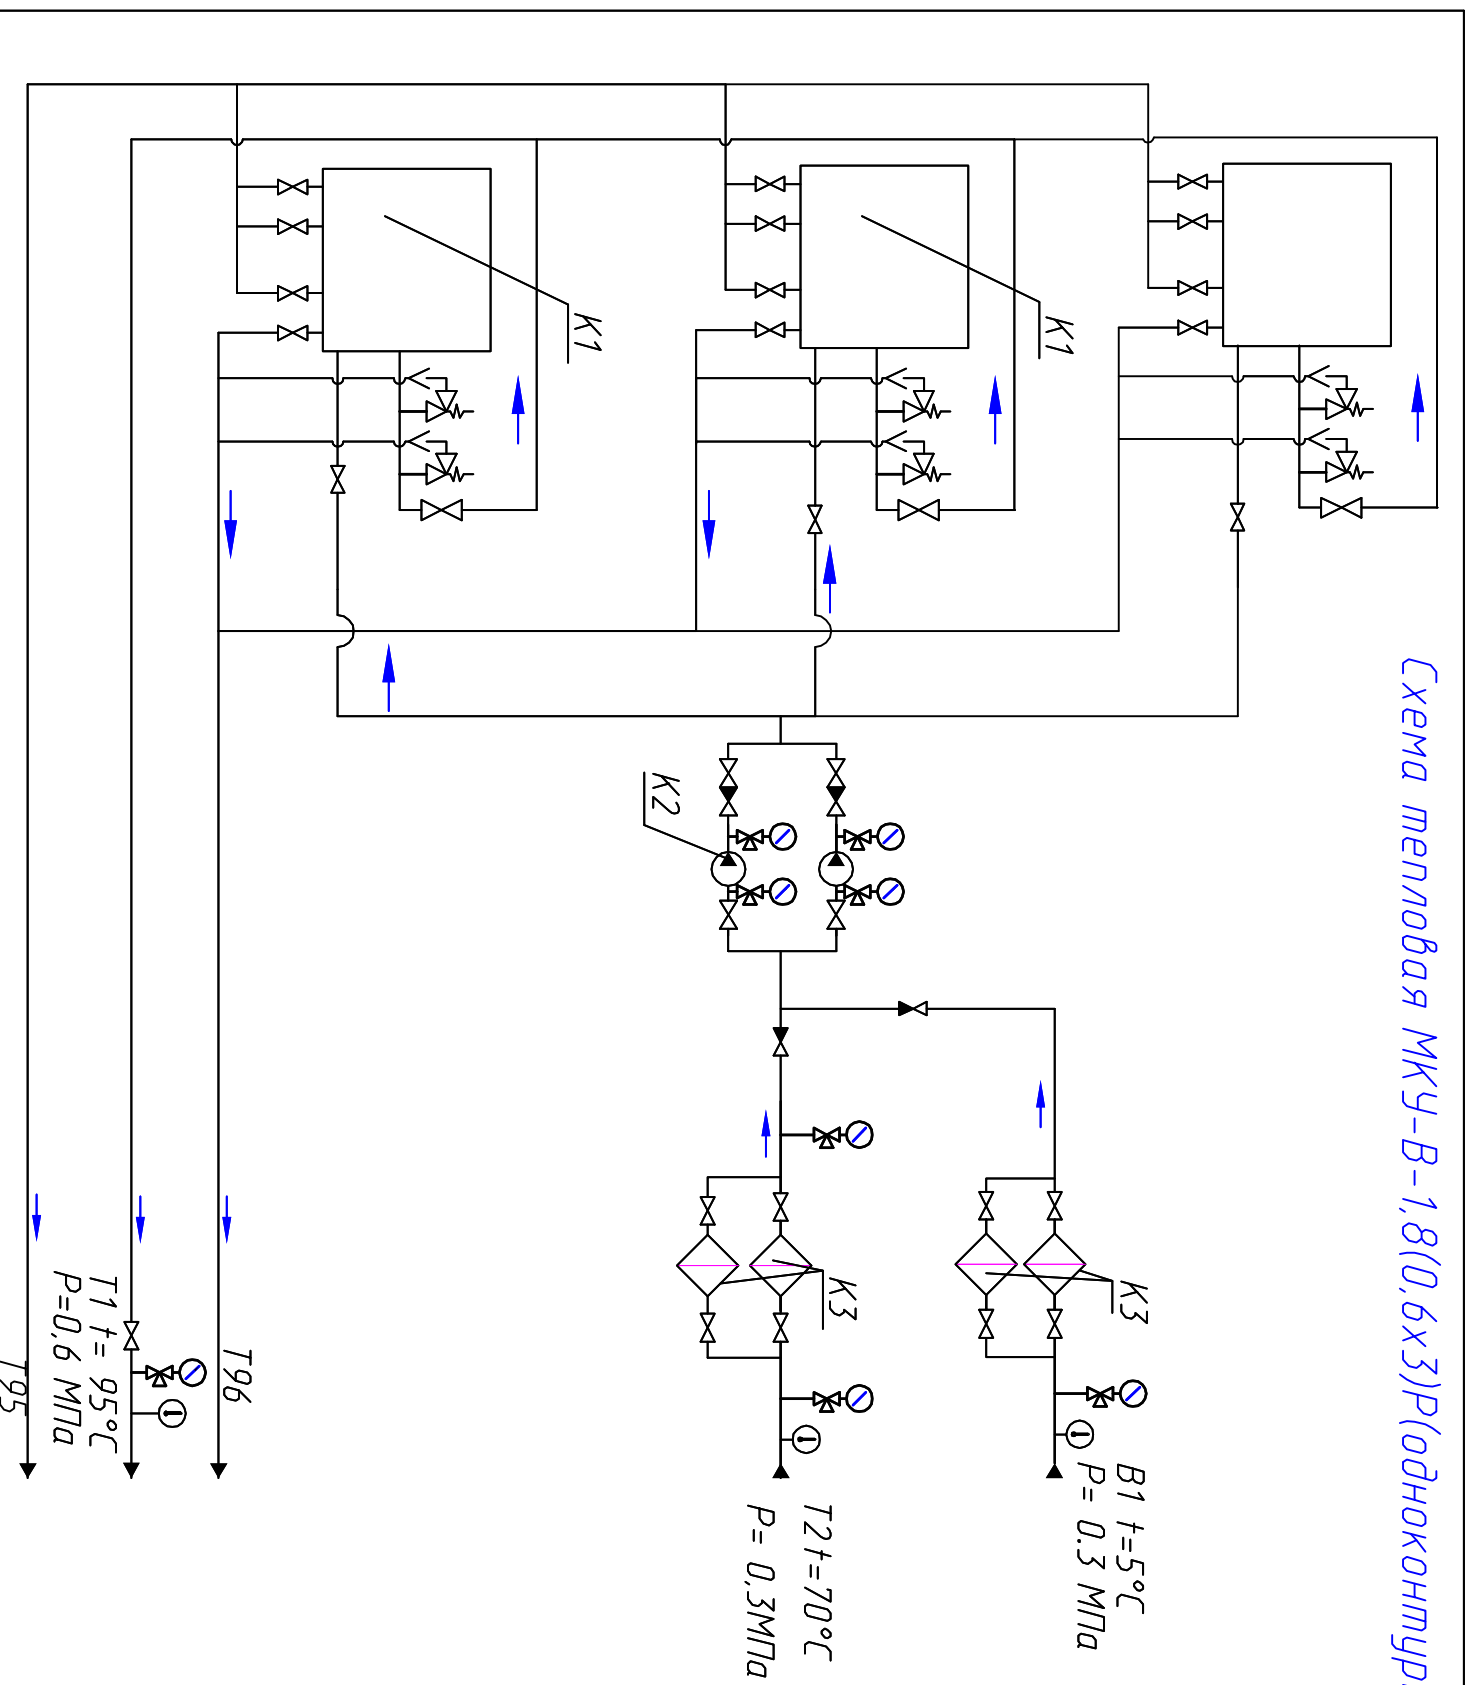 Схема тепловая МКУ-В-1,8(0,6х3)Р(одноконтур.
К1
К1
К2
К3
К3
В1 t=5°С
Р= 0.3 МПа
Т2t=70°С
Р= 0,3МПа
Т96
Т1 t= 95°С
Р=0,6 МПа
Т95